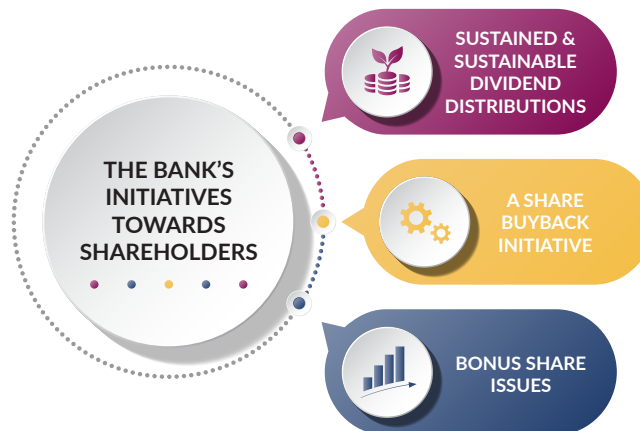 THE BANK'S
INITIATIVES
TOWARDS
SHAREHOLDERS
SUSTAINED &
SUSTAINABLE
DIVIDEND
DISTRIBUTIONS
A SHARE
BUYBACK
INITIATIVE
BONUS SHARE
ISSUES